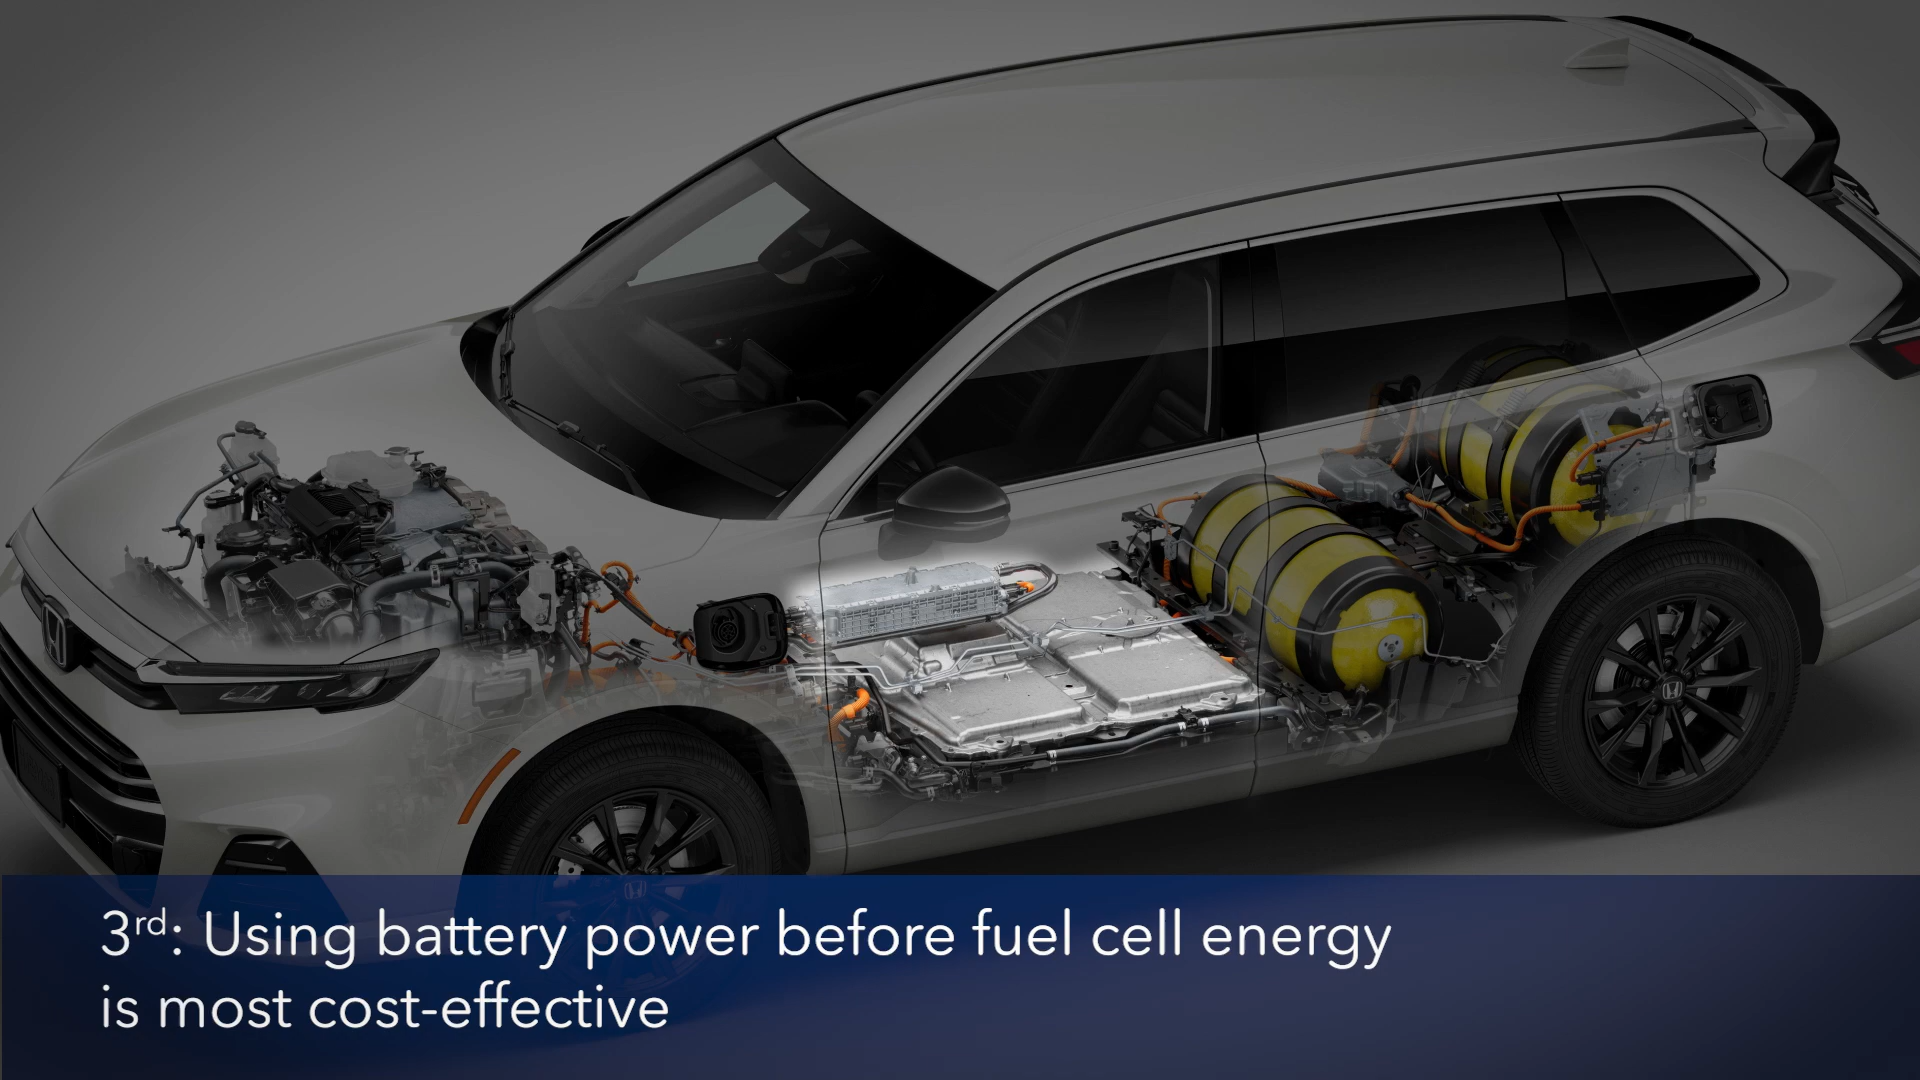 3rd: Using battery power before fuel cell energy
is most cost-effective